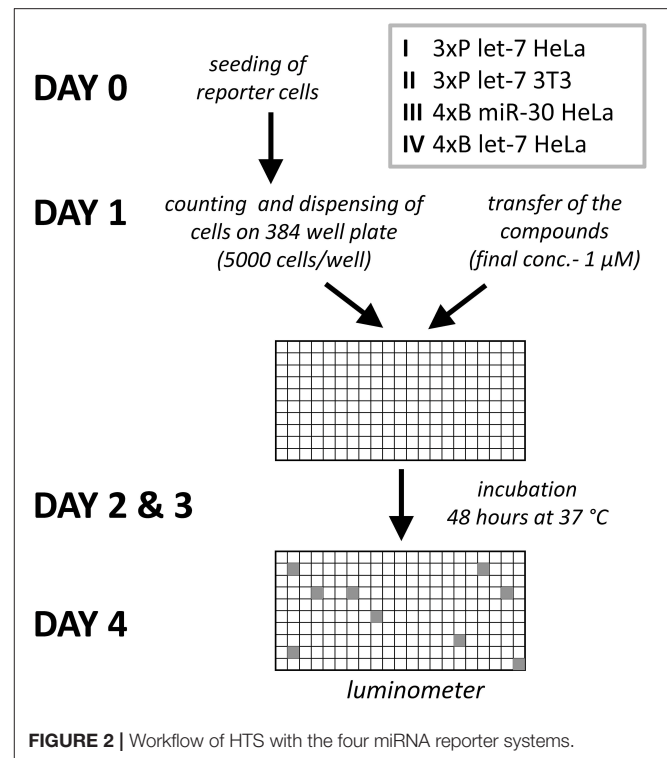 DAY 0
seeding of
reporter cells
I 3xP let-7 HeLa
II 3xP let-7 3T3
III 4xB miR-30 HeLa
IV 4xB let-7 HeLa
DAY 1
counting and dispensing of
cells on 384 well plate
(5000 cells/well)
transfer of the
compounds
(final conc.- 1 μM)
DAY 2 & 3
incubation
48 hours at 37 °C
DAY 4
luminometer
FIGURE 2 | Workflow of HTS with the four miRNA reporter systems.